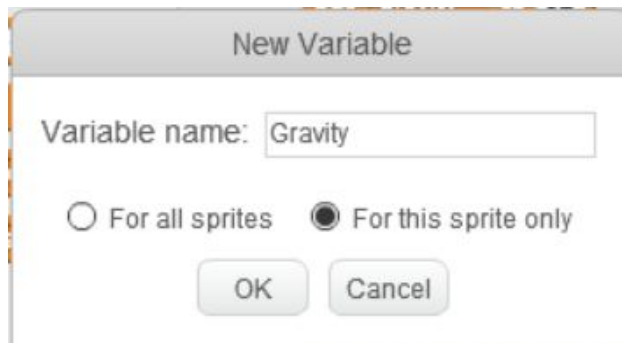 New Variable
Variable name: Gravity
For all sprites For this sprite only
OK Cancel